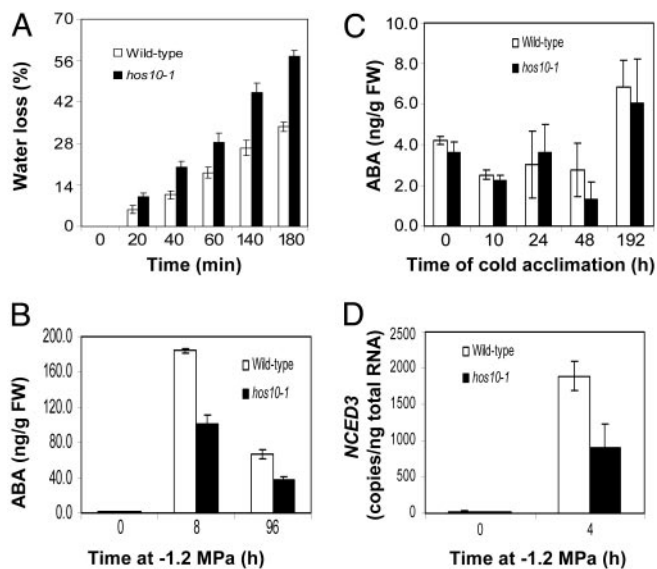 A
70
56
42
28
14
0
Water loss (%)
Wild-type
hos10-1
0 20 40 60 140 180
Time (min)
C
8.0
6.0
4.0
2.0
0.0
ABA (ng/g FW)
Wild-type
hos10-1
0 10 24 48 192
Time of cold acclimation (h)
B
200.0
160.0
120.0
80.0
40.0
0.0
ABA (ng/g FW)
Wild-type
hos10-1
0 8 96
Time at -1.2 MPa (h)
D
2500
2000
1500
1000
500
0
NCED3
(copies/ng total RNA)
Wild-type
hos10-1
0 4
Time at -1.2 MPa (h)